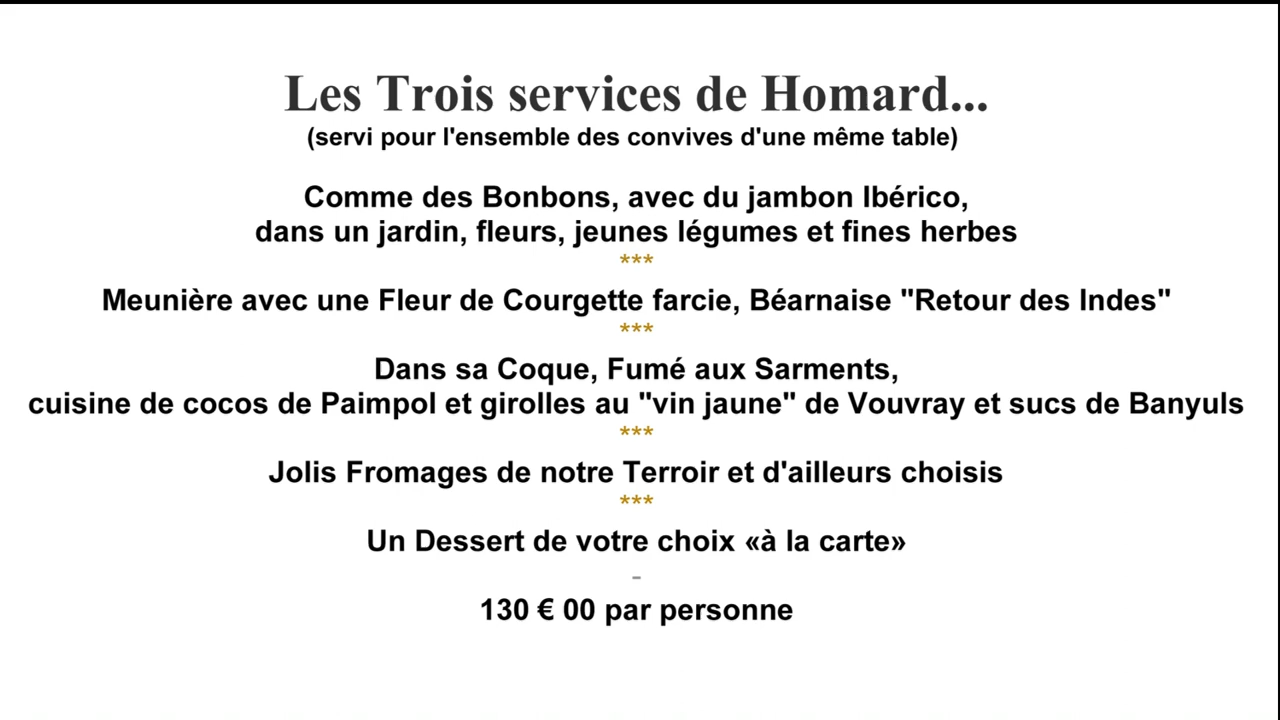 Les Trois services de Homard...
(servi pour l'ensemble des convives d'une même table)
Comme des Bonbons, avec du jambon Ibérico,
dans un jardin, fleurs, jeunes légumes et fines herbes
***
Meunière avec une Fleur de Courgette farcie, Béarnaise "Retour des Indes"
***
Dans sa Coque, Fumé aux Sarments,
cuisine de cocos de Paimpol et girolles au "vin jaune" de Vouvray et sucs de Banyuls
***
Jolis Fromages de notre Terroir et d'ailleurs choisis
***
Un Dessert de votre choix «à la carte»
-
130 € 00 par personne